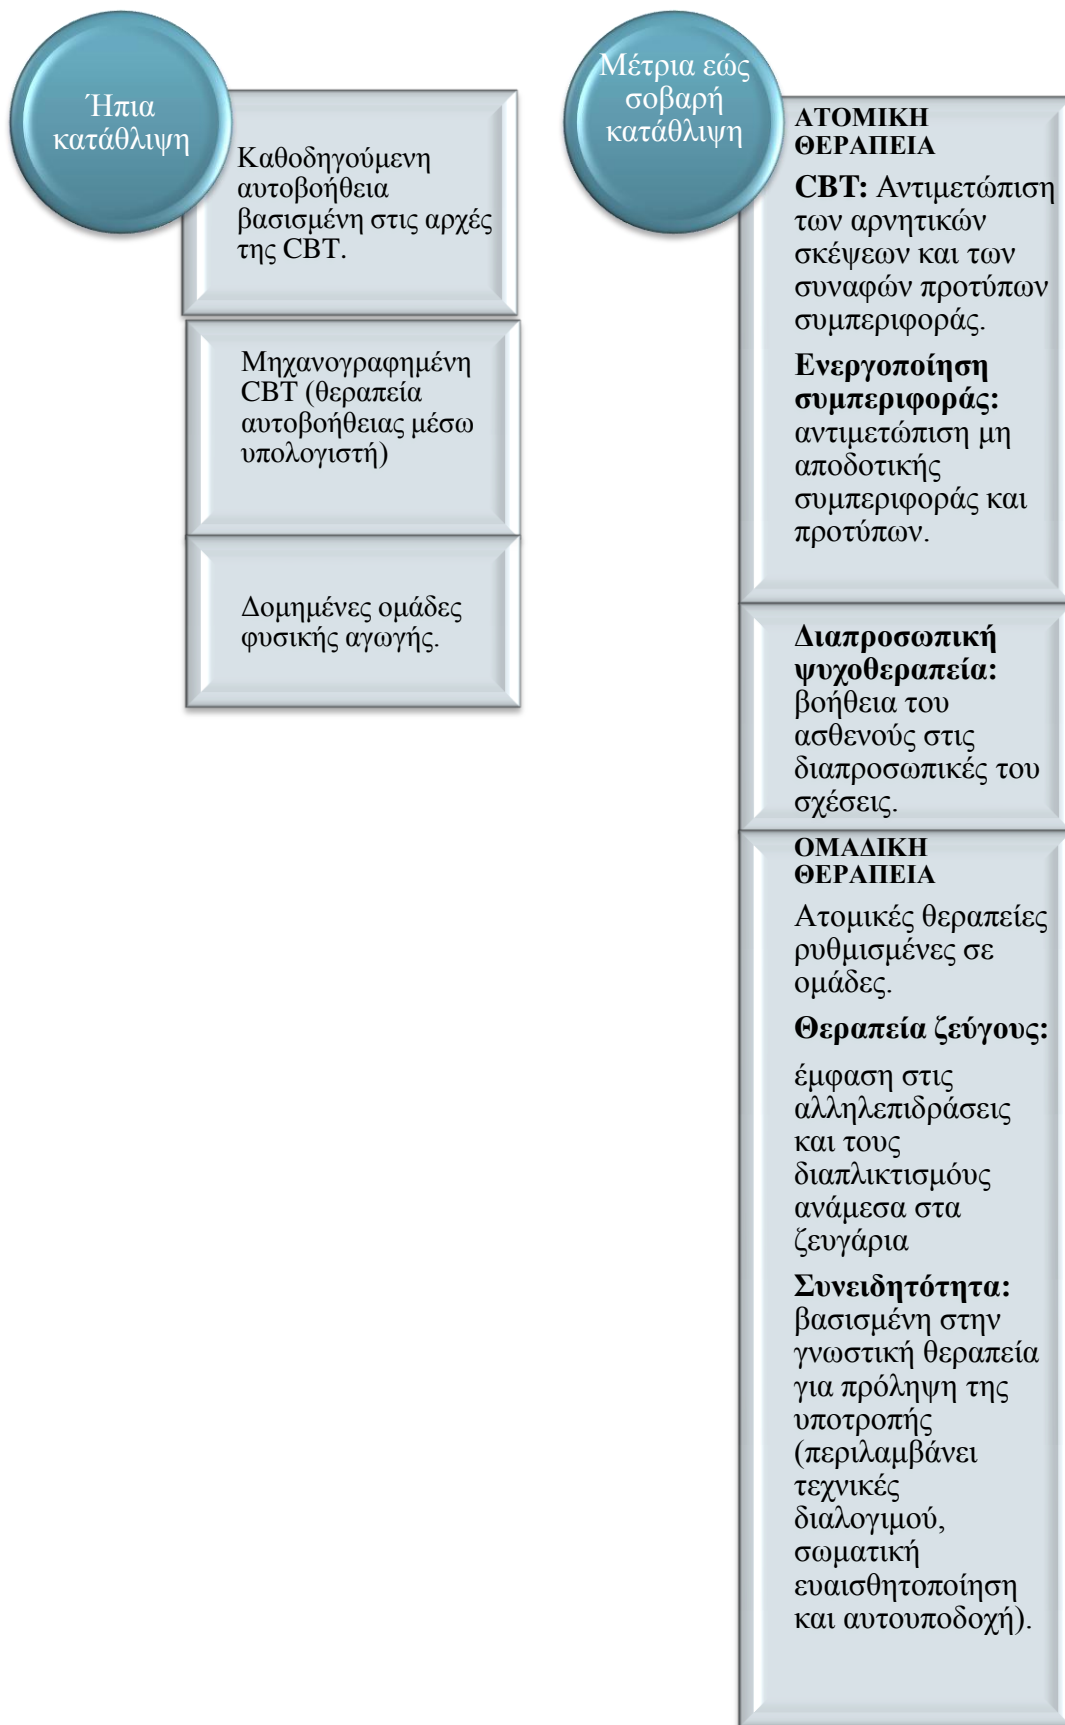 Ήπια
κατάθλιψη
Καθοδηγούμενη
αυτοβοήθεια
βασισμένη στις αρχές
της CBT.
Μηχανογραφημένη
CBT (θεραπεία
αυτοβοήθειας μέσω
υπολογιστή)
Δομημένες ομάδες
φυσικής αγωγής.
Μέτρια εώς
σοβαρή
κατάθλιψη
ΑΤΟΜΙΚΗ
ΘΕΡΑΠΕΙΑ
CBT: Αντιμετώπιση
των αρνητικών
σκέψεων και των
συναφών προτύπων
συμπεριφοράς.
Ενεργοποίηση
συμπεριφοράς:
αντιμετώπιση μη
αποδοτικής
συμπεριφοράς και
προτύπων.
Διαπροσωπική
ψυχοθεραπεία:
βοήθεια του
ασθενούς στις
διαπροσωπικές του
σχέσεις.
ΟΜΑΔΙΚΗ
ΘΕΡΑΠΕΙΑ
Ατομικές θεραπείες
ρυθμισμένες σε
ομάδες.
Θεραπεία ζεύγους:
έμφαση στις
αλληλεπιδράσεις
και τους
διαπλικτισμόυς
ανάμεσα στα
ζευγάρια
Συνειδητότητα:
βασισμένη στην
γνωστική θεραπεία
για πρόληψη της
υποτροπής
(περιλαμβάνει
τεχνικές
διαλογιμού,
σωματική
ευαισθητοποίηση
και αυτουποδοχή).